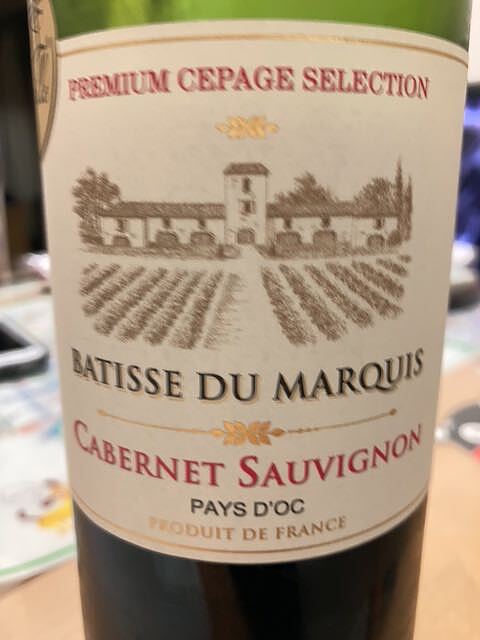 PREMIUM CEPAGE SELECTION
BATISSE DU MARQUIS
CABERNET SAUVIGNON
PAYS D'OC
PRODUIT DE FRANCE